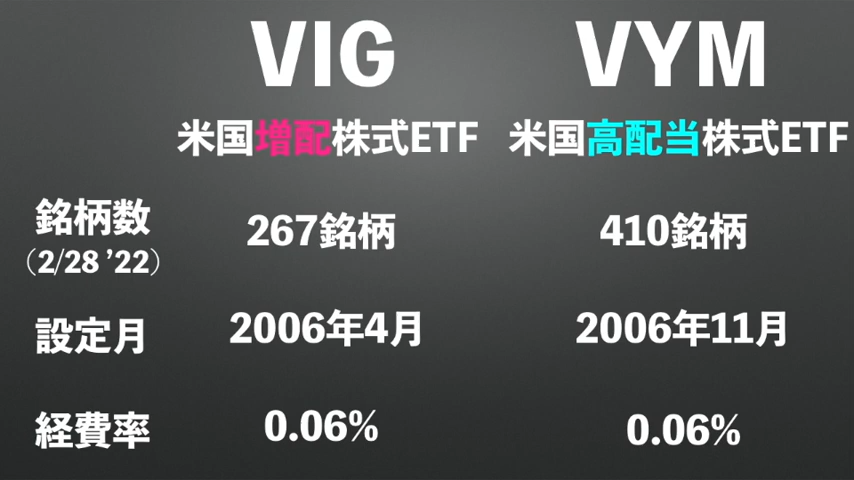 VIG VYM
米国増配株式ETF 米国高配当株式ETF
銘柄数 267銘柄 410銘柄
（2/28 ’22）
設定月 2006年4月 2006年11月
経費率 0.06% 0.06%